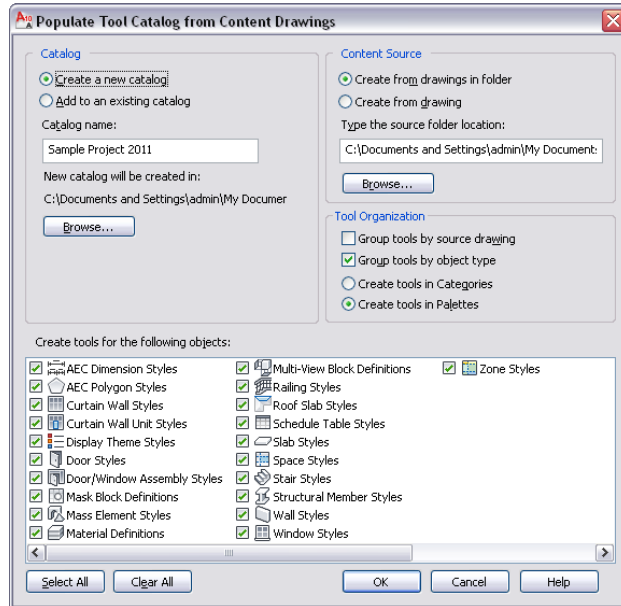 Populate Tool Catalog from Content Drawings
Catalog
Create a new catalog
Add to an existing catalog
Catalog name:
Sample Project 2011
New catalog will be created in:
C:\Documents and Settings\admin\My Documer
Browse...
Content Source
Create from drawings in folder
Create from drawing
Type the source folder location:
C:\Documents and Settings\admin\My Documents
Browse...
Tool Organization
Group tools by source drawing
Group tools by object type
Create tools in Categories
Create tools in Palettes
Create tools for the following objects:
AEC Dimension Styles
AEC Polygon Styles
Curtain Wall Styles
Curtain Wall Unit Styles
Display Theme Styles
Door Styles
Door/Window Assembly Styles
Mask Block Definitions
Mass Element Styles
Material Definitions
Multi-View Block Definitions
Railing Styles
Roof Slab Styles
Schedule Table Styles
Slab Styles
Space Styles
Stair Styles
Structural Member Styles
Wall Styles
Window Styles
Zone Styles
Select All
Clear All
OK
Cancel
Help